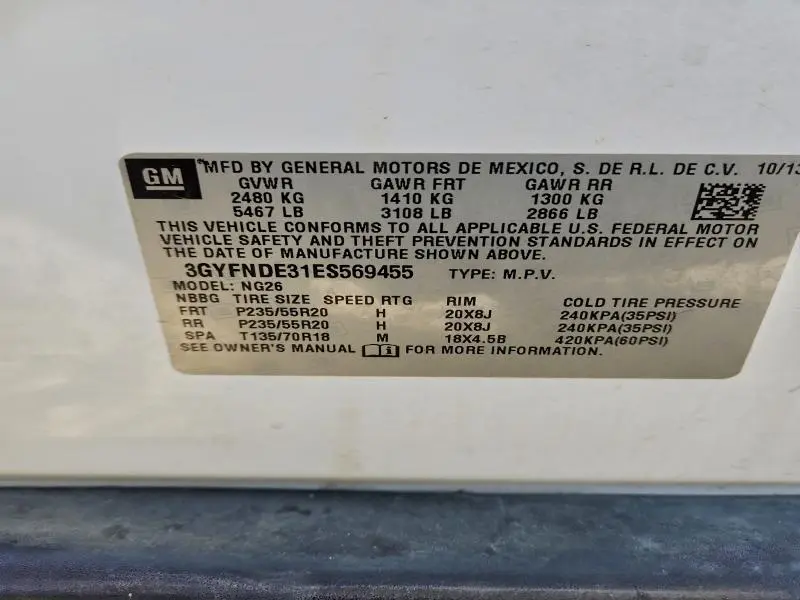 GM MFD BY GENERAL MOTORS DE MEXICO, S. DE R.L. DE C.V. 10/13
GVWR GAWR FRT GAWR RR
2480 KG 1410 KG 1300 KG
5467 LB 3108 LB 2866 LB
THIS VEHICLE CONFORMS TO ALL APPLICABLE U.S. FEDERAL MOTOR
VEHICLE SAFETY AND THEFT PREVENTION STANDARDS IN EFFECT ON
THE DATE OF MANUFACTURE SHOWN ABOVE.
3GYFNDE31ES569455 TYPE: M.P.V.
MODEL: NG26
NBBG TIRE SIZE SPEED RTG RIM COLD TIRE PRESSURE
FRT P235/55R20 H 20X8J 240KPA(35PSI)
RR P235/55R20 H 20X8J 240KPA(35PSI)
SPA T135/70R18 M 18X4.5B 420KPA(60PSI)
SEE OWNER'S MANUAL FOR MORE INFORMATION.